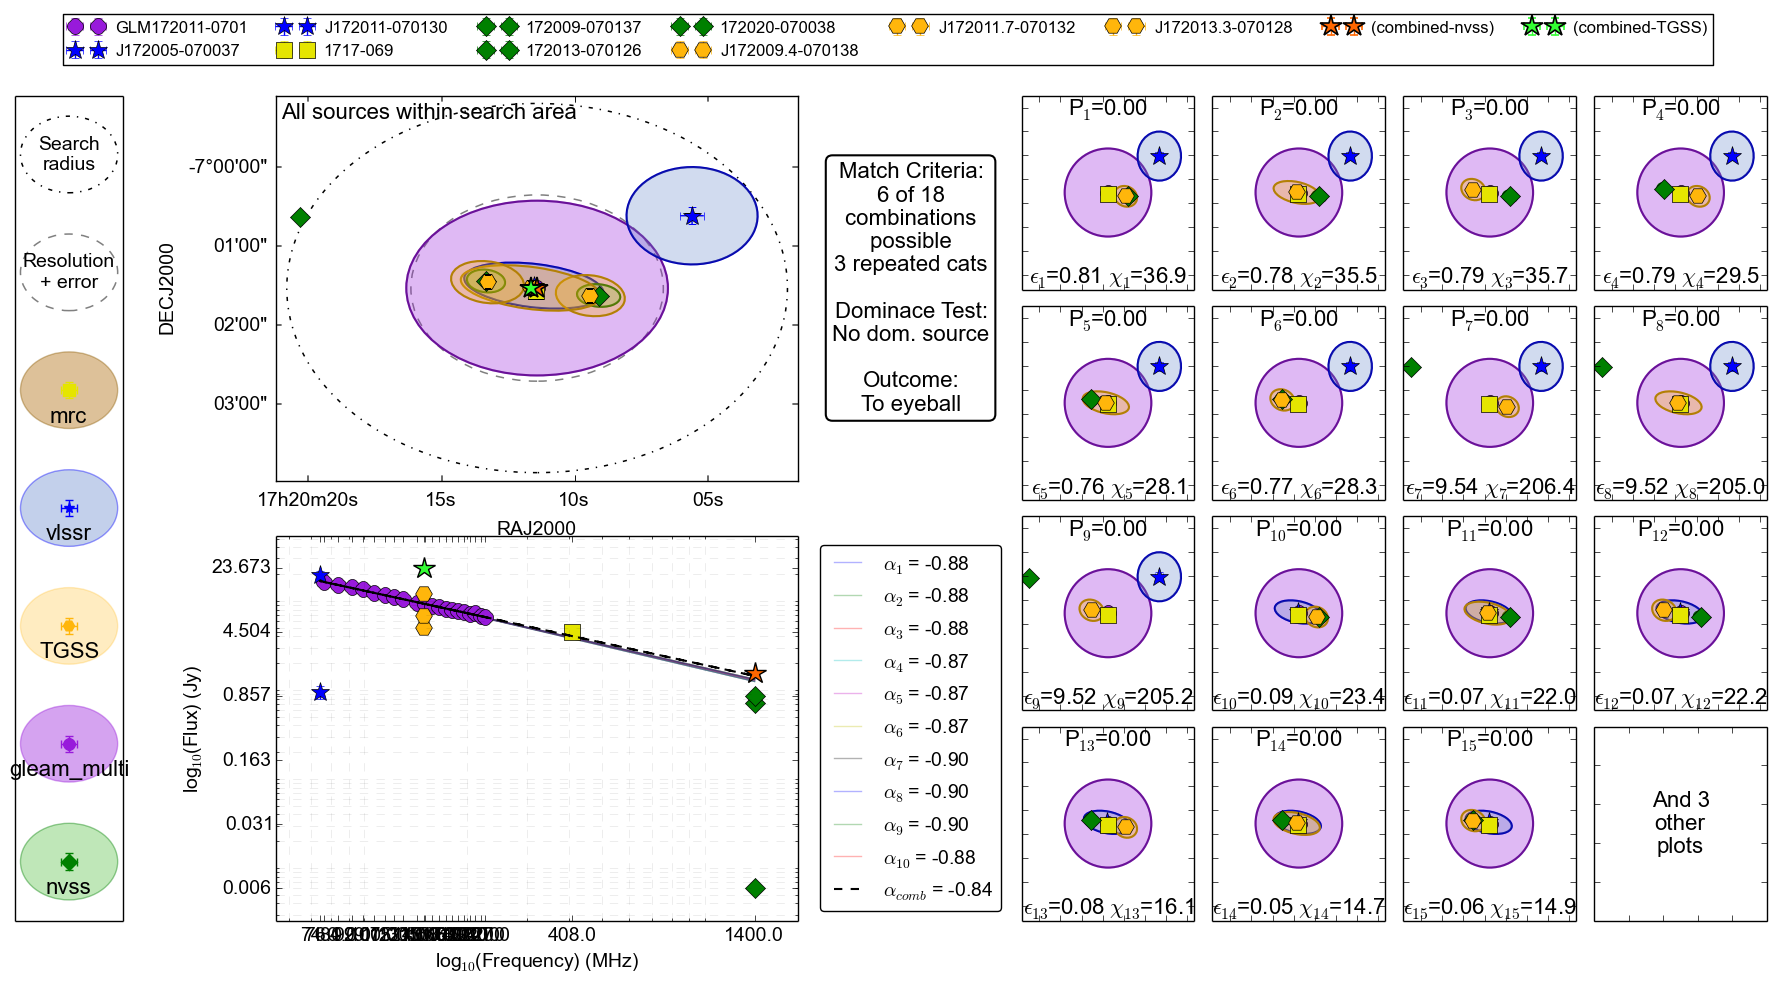 GLM172011-0701 J172011-070130 172009-070137 172020-070038 J172011.7-070132 J172013.3-070128 (combined-nvss) (combined-TGSS)
J172005-070037 1717-069 172013-070126 J172009.4-070138
Search
radius
Resolution
+ error
mrc
vlssr
TGSS
gleam_multi
nvss
All sources within search area
DECJ2000
-7°00'00"
01'00"
02'00"
03'00"
17h20m20s 15s 10s 05s
RAJ2000
Match Criteria:
6 of 18
combinations
possible
3 repeated cats
Dominace Test:
No dom. source
Outcome:
To eyeball
log10(Flux) (Jy)
23.673
4.504
0.857
0.163
0.031
0.006
408.0 1400.0
log10(Frequency) (MHz)
α1 = -0.88
α2 = -0.88
α3 = -0.88
α4 = -0.87
α5 = -0.87
α6 = -0.87
α7 = -0.90
α8 = -0.90
α9 = -0.90
α10 = -0.88
αcomb = -0.84
P1=0.00
ϵ1=0.81 χ1=36.9
P2=0.00
ϵ2=0.78 χ2=35.5
P3=0.00
ϵ3=0.79 χ3=35.7
P4=0.00
ϵ4=0.79 χ4=29.5
P5=0.00
ϵ5=0.76 χ5=28.1
P6=0.00
ϵ6=0.77 χ6=28.3
P7=0.00
ϵ7=9.54 χ7=206.4
P8=0.00
ϵ8=9.52 χ8=205.0
P9=0.00
ϵ9=9.52 χ9=205.2
P10=0.00
ϵ10=0.09 χ10=23.4
P11=0.00
ϵ11=0.07 χ11=22.0
P12=0.00
ϵ12=0.07 χ12=22.2
P13=0.00
ϵ13=0.08 χ13=16.1
P14=0.00
ϵ14=0.05 χ14=14.7
P15=0.00
ϵ15=0.06 χ15=14.9
And 3
other
plots